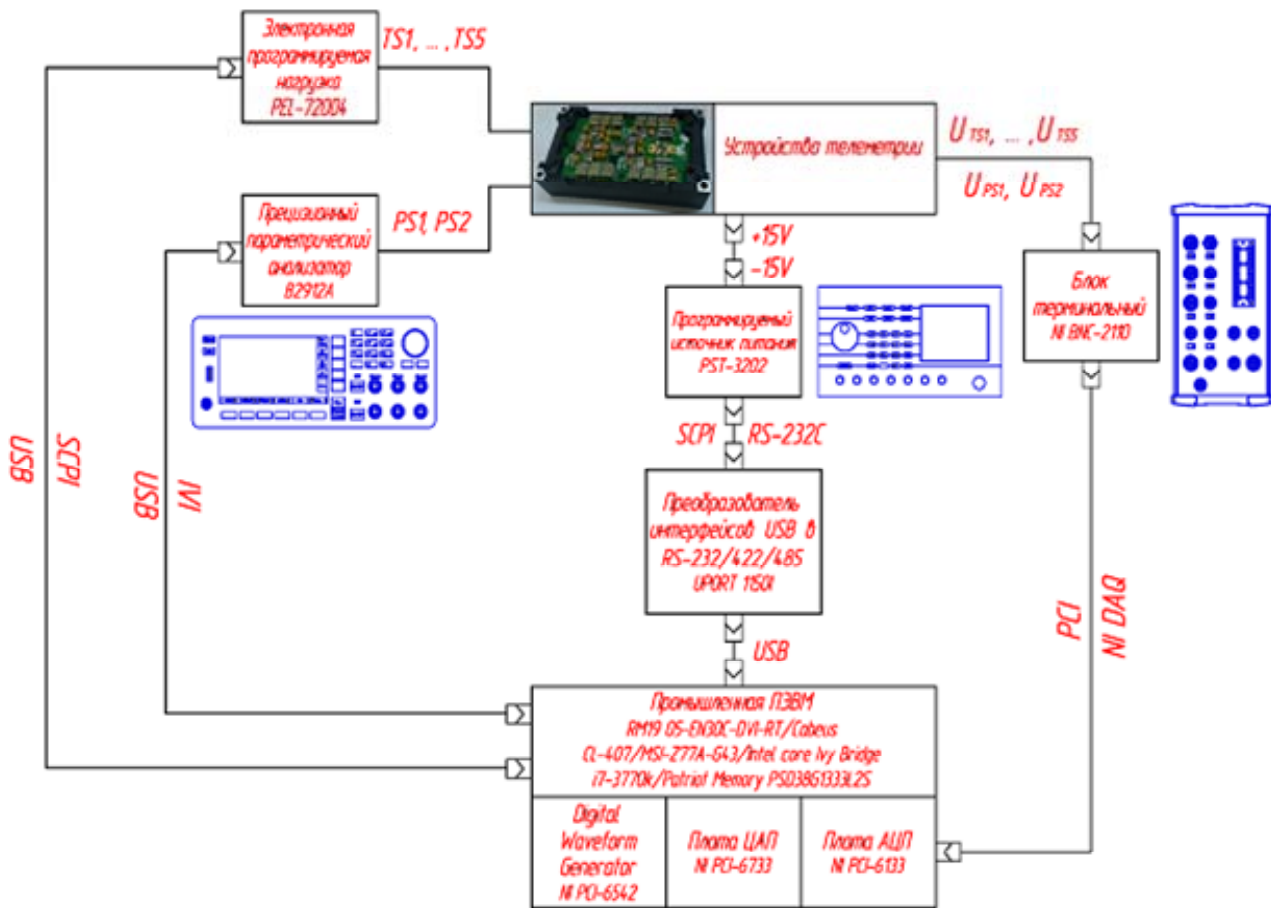 Электронная
программируемая
нагрузка
PEL-72004
TS1, ... ,TS5
Устройство телеметрии
U TS1, ... ,U TS5
U PS1, U PS2
Прецизионный
параметрический
анализатор
B2912A
PS1, PS2
+15V
-15V
Программируемый
источник питания
PST-3202
Блок
терминальный
NI BNC-2110
SCPI
USB
IVI
USB
SCPI RS-232C
Преобразователь
интерфейсов USB в
RS-232/422/485
UPORT 1150I
PCI
NI DAQ
USB
Промышленная ПЭВМ
RM19 05-EN30C-DVI-RT/Cabeus
CL-407/MSI-Z77A-G43/Intel core Ivy Bridge
i7-3770k/Patriot Memory PSD38G1333L2S
Digital
Waveform
Generator
NI PCI-6542
Плата ЦАП
NI PCI-6733
Плата АЦП
NI PCI-6133